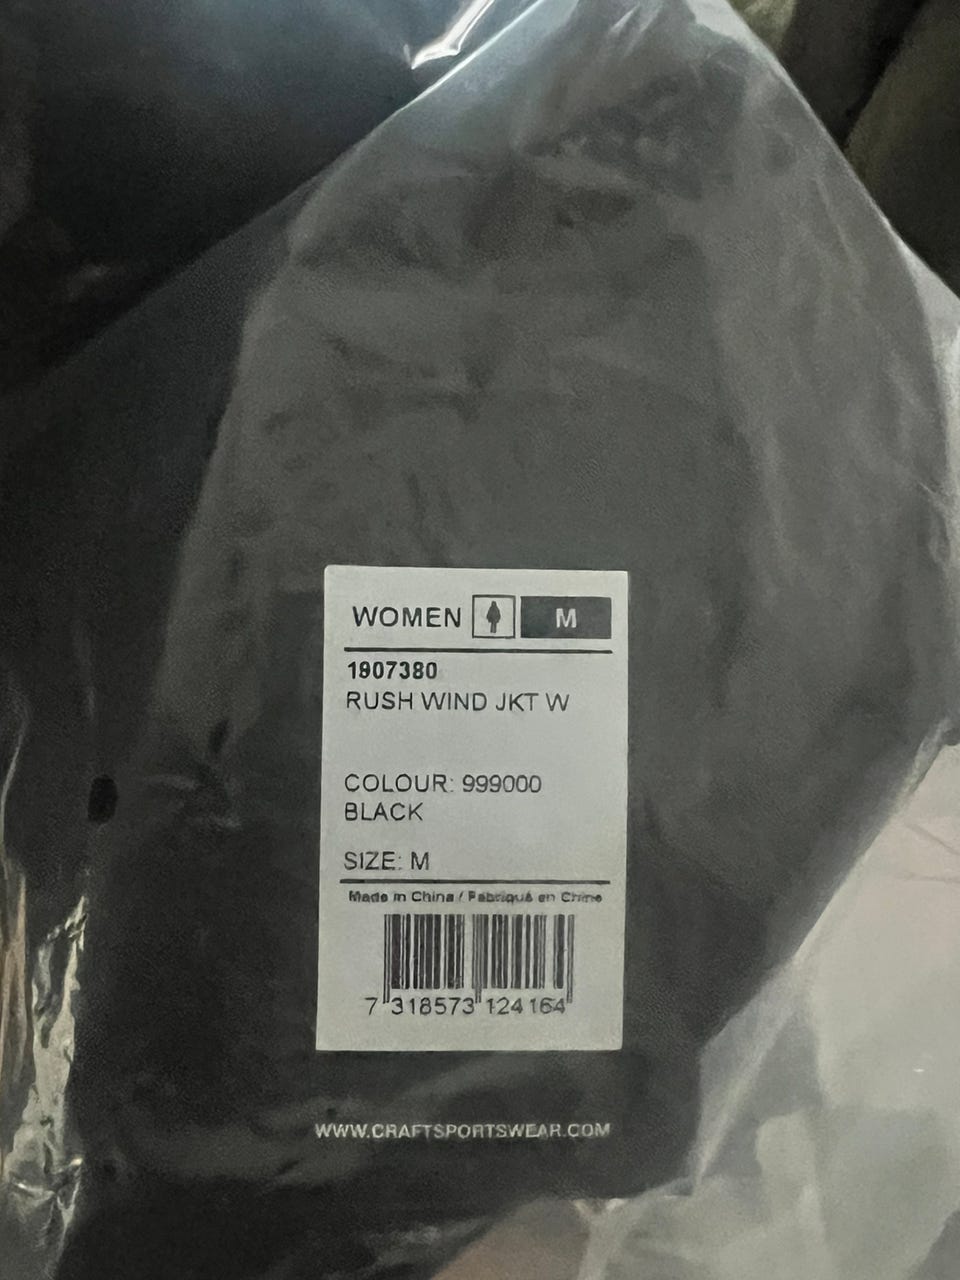 WOMEN M
1907380
RUSH WIND JKT W
COLOUR: 999000
BLACK
SIZE: M
Made in China / Fabriqué en Chine
7 318573 124164
WWW.CRAFTSPORTSWEAR.COM